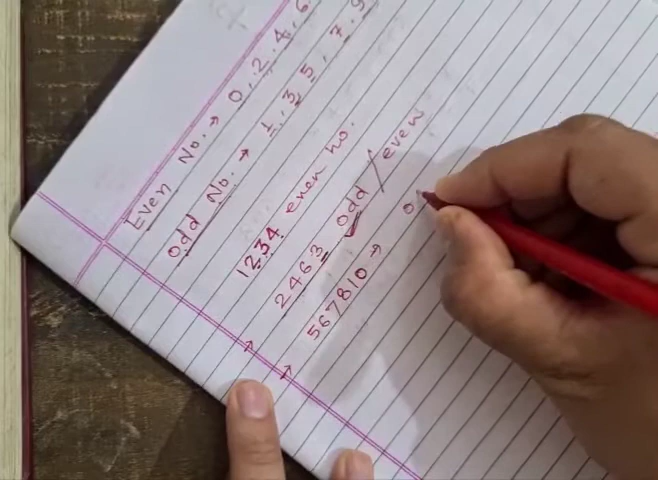 Even No. → 0, 2, 4, 6
Odd No. → 1, 3, 5, 7, 9
1234 even no.
→ 2463 odd / even
→ 567810 → o